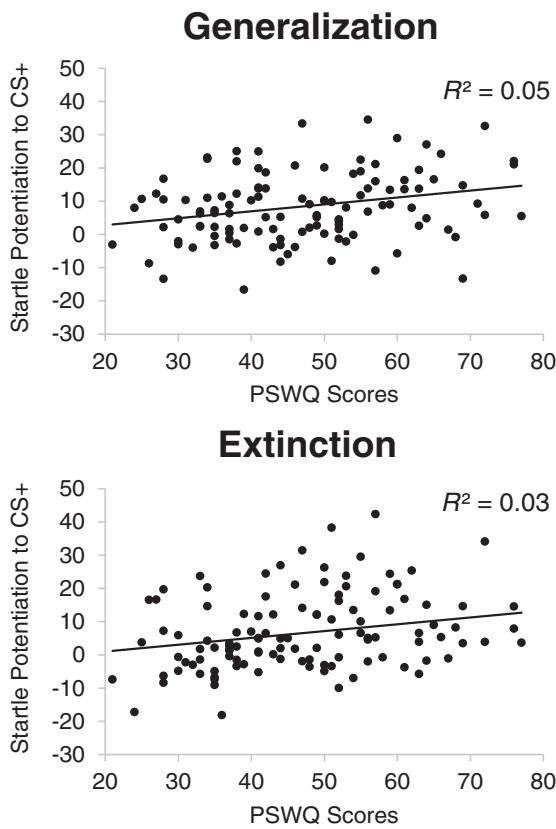 Generalization
Startle Potentiation to CS+
50
40
30
20
10
0
-10
-20
-30
R² = 0.05
20 30 40 50 60 70 80
PSWQ Scores
Extinction
Startle Potentiation to CS+
50
40
30
20
10
0
-10
-20
-30
R² = 0.03
20 30 40 50 60 70 80
PSWQ Scores